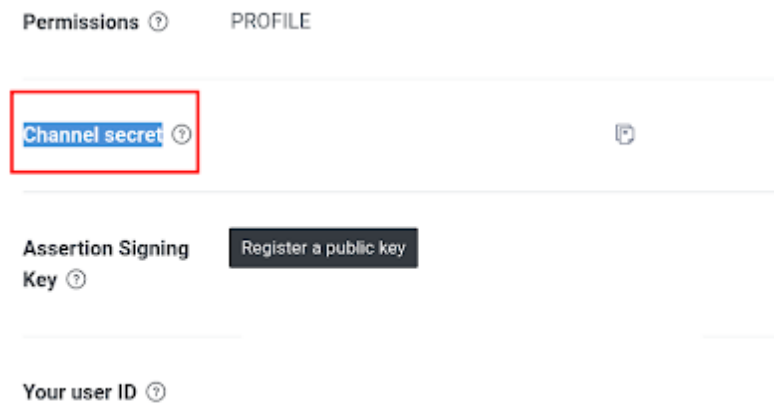 Permissions PROFILE
Channel secret
Assertion Signing
Key
Register a public key
Your user ID